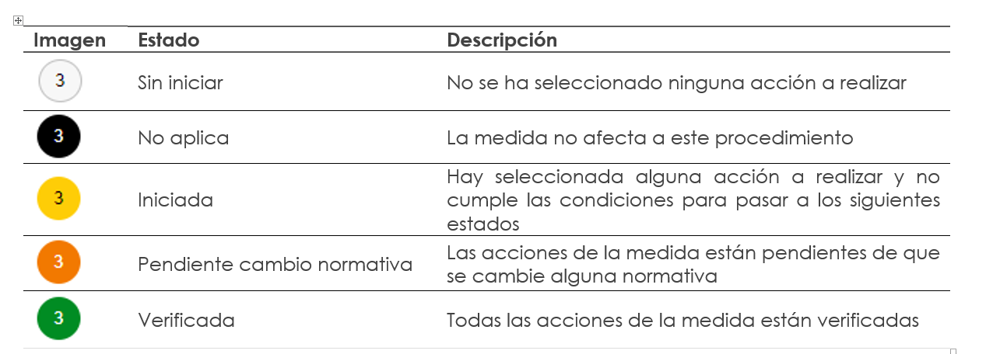 Imagen Estado Descripción
3 Sin iniciar No se ha seleccionado ninguna acción a realizar
3 No aplica La medida no afecta a este procedimiento
Hay seleccionada alguna acción a realizar y no
3 Iniciada cumple las condiciones para pasar a los siguientes
estados
3 Pendiente cambio normativa Las acciones de la medida están pendientes de que
se cambie alguna normativa
3 Verificada Todas las acciones de la medida están verificadas